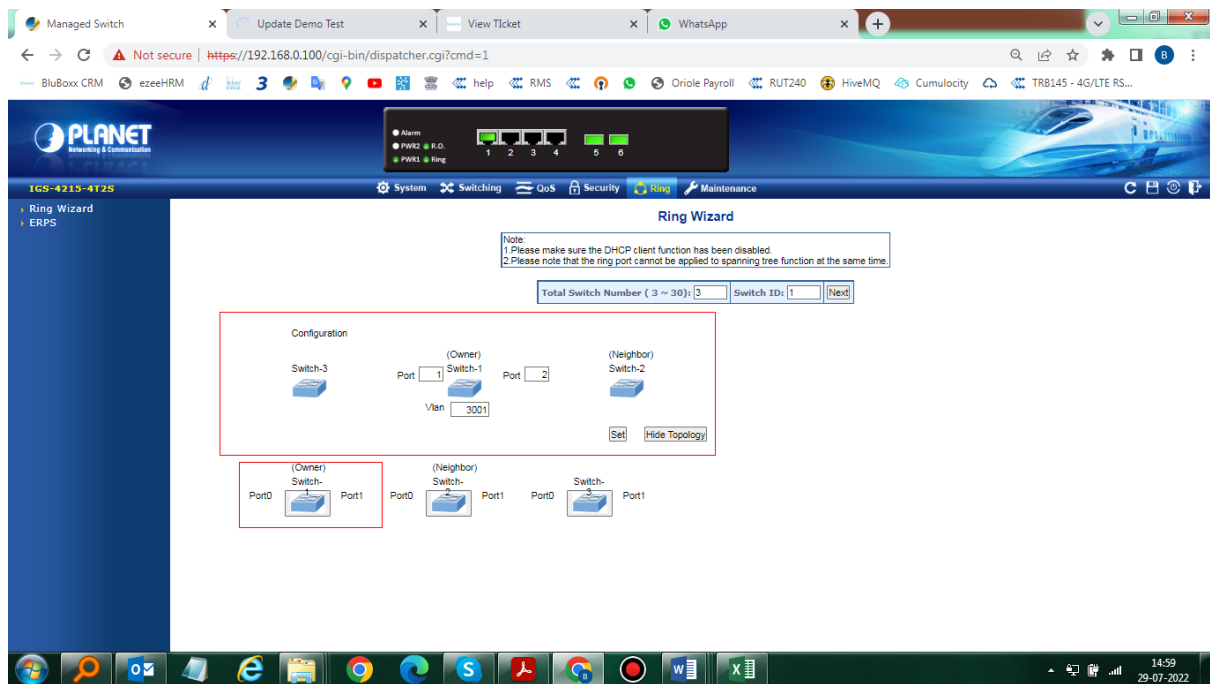 Managed Switch
Update Demo Test
View TIcket
WhatsApp
Not secure | https://192.168.0.100/cgi-bin/dispatcher.cgi?cmd=1
B
BluBoxx CRM
ezeeHRM
help
RMS
Oriole Payroll
RUT240
HiveMQ
Cumulocity
TRB145 - 4G/LTE RS...
PLANET
Networking & Communication
Alarm
PWR2 R.O.
PWR1 Ring
1 2 3 4 5 6
IGS-4215-4T2S
System Switching QoS Security Ring Maintenance
Ring Wizard
ERPS
Ring Wizard
Note:
1.Please make sure the DHCP client function has been disabled.
2.Please note that the ring port cannot be applied to spanning tree function at the same time.
Total Switch Number ( 3 ~ 30): 3 Switch ID: 1 Next
Configuration
(Owner) (Neighbor)
Switch-3 Port 1 Switch-1 Port 2 Switch-2
Vlan 3001
Set Hide Topology
(Owner) (Neighbor)
Switch- Switch- Switch-
Port0 1 Port1 Port0 2 Port1 Port0 3 Port1
14:59
29-07-2022